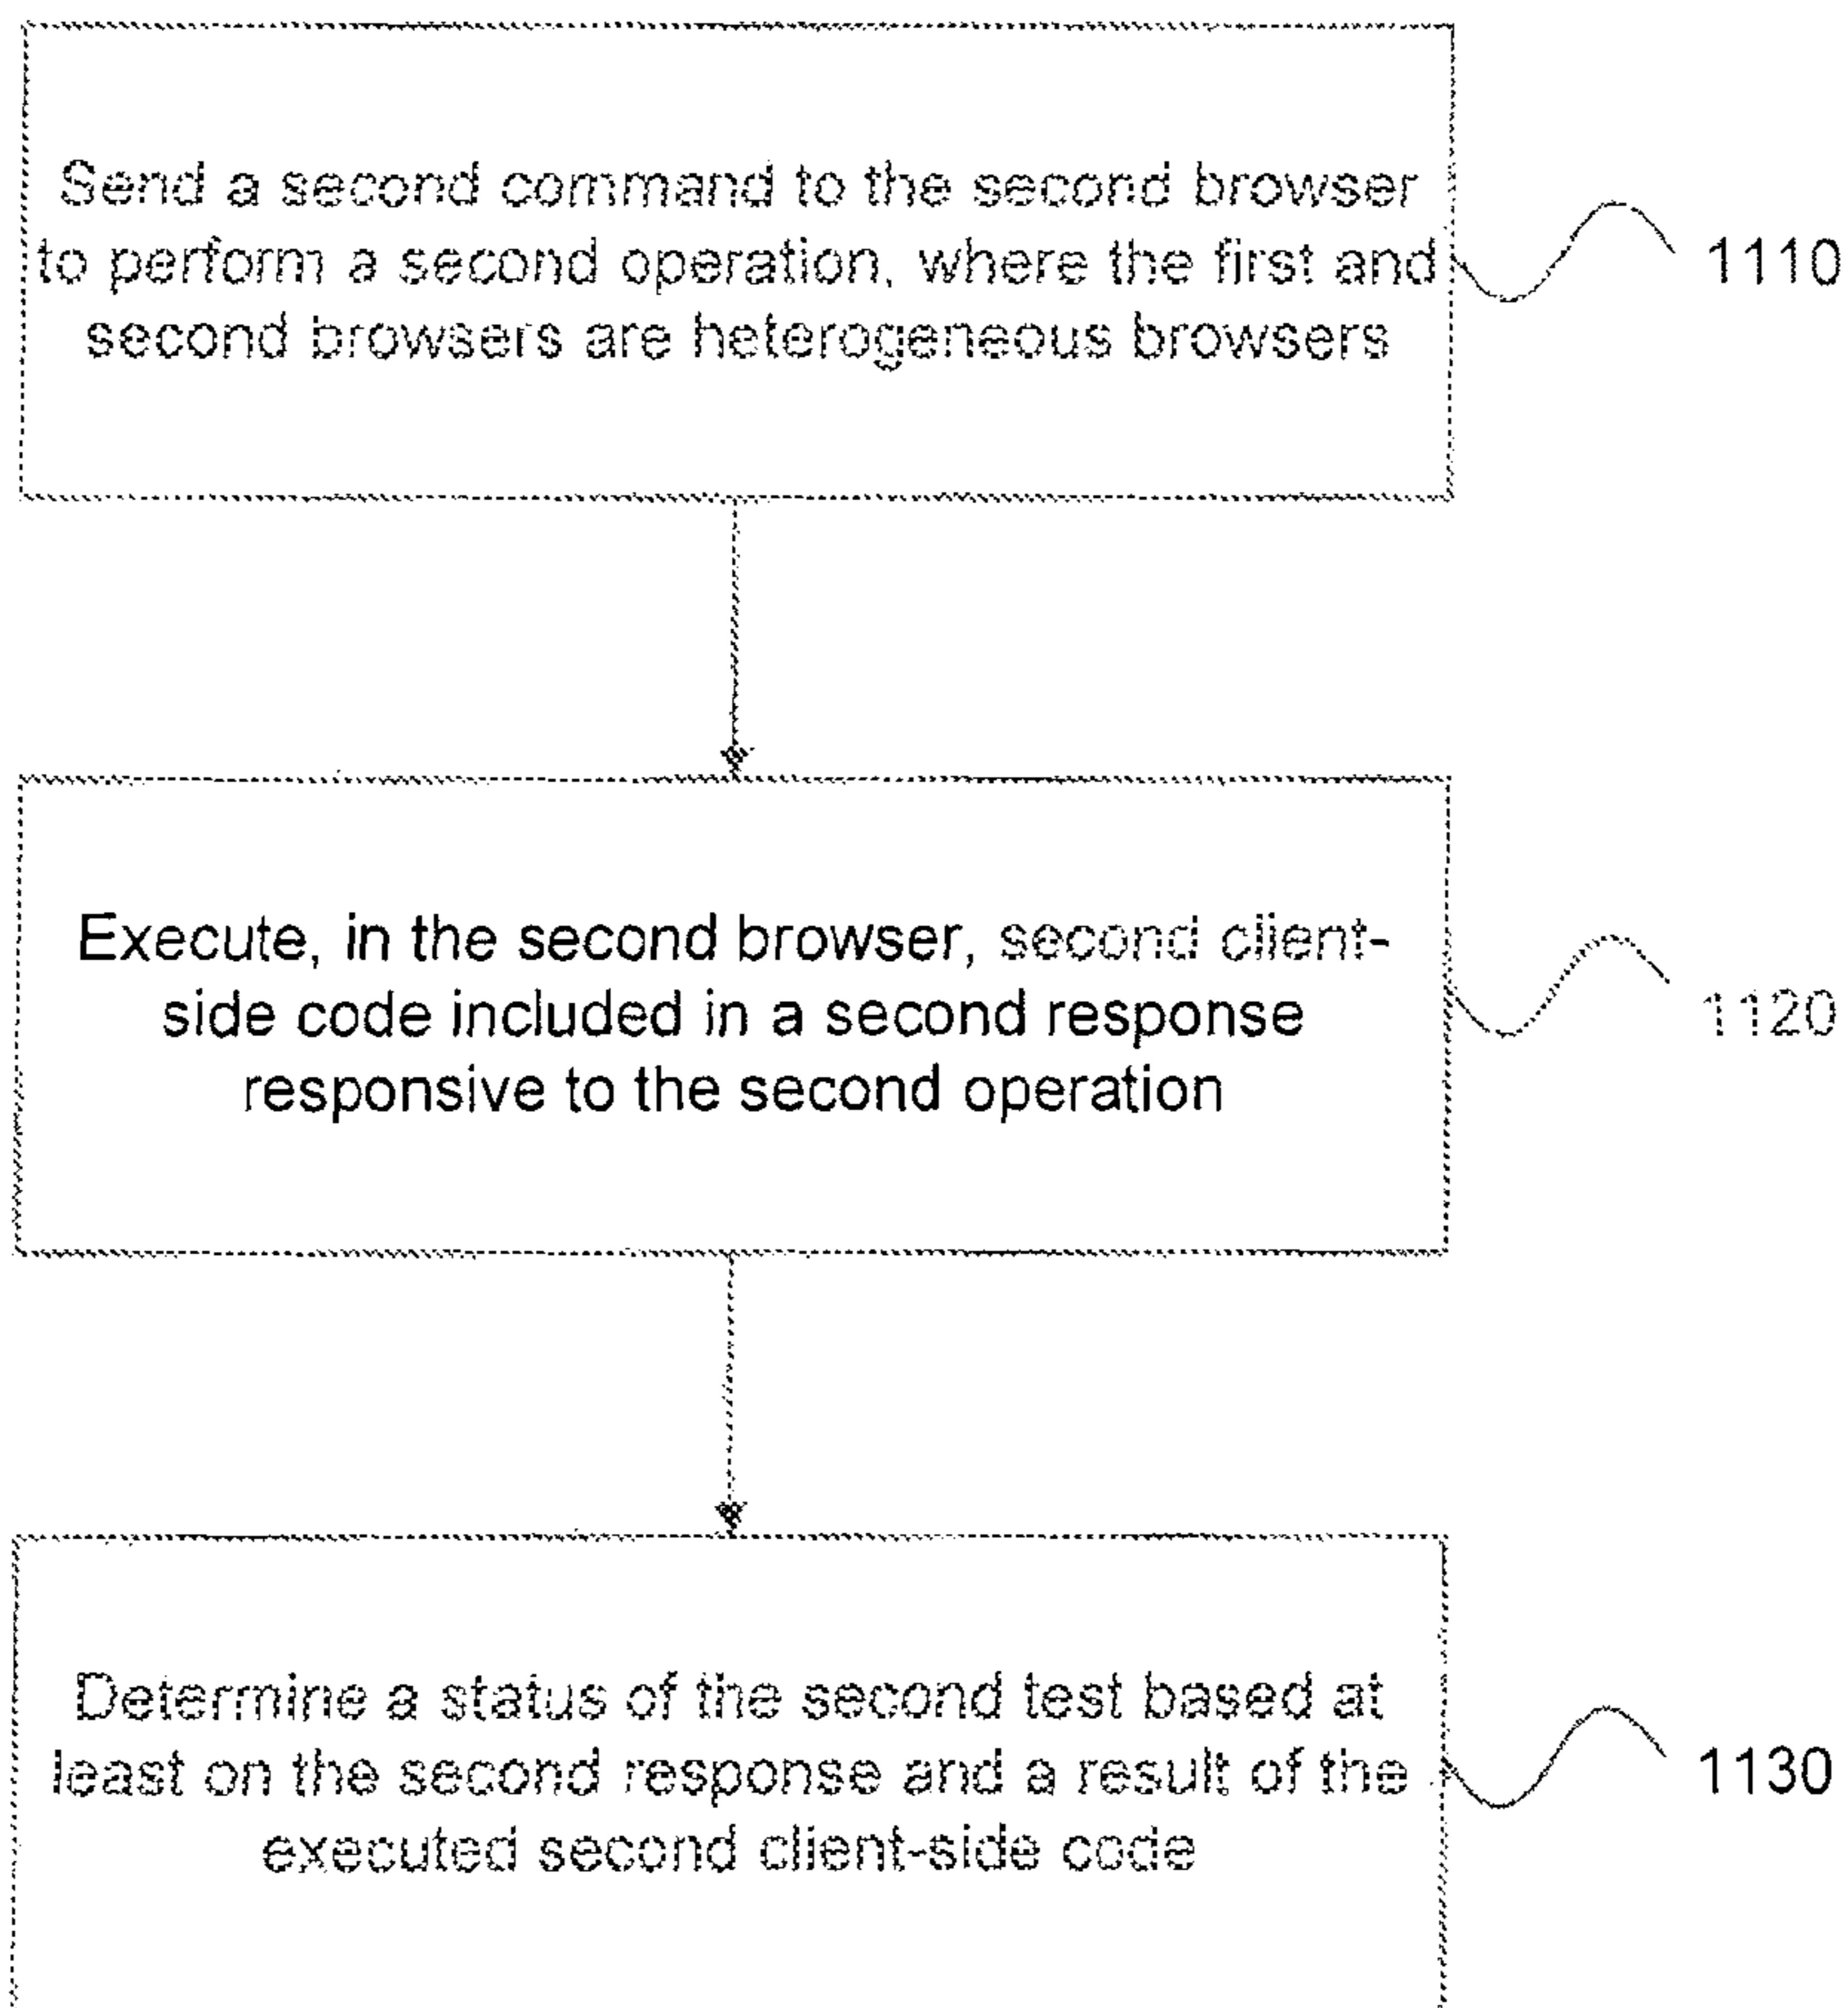 Send a second command to the second browser
to perform a second operation, where the first and
second browsers are heterogeneous browsers
1110
Execute, in the second browser, second client-
side code included in a second response
responsive to the second operation
1120
Determine a status of the second test based at
least on the second response and a result of the
executed second client-side code
1130